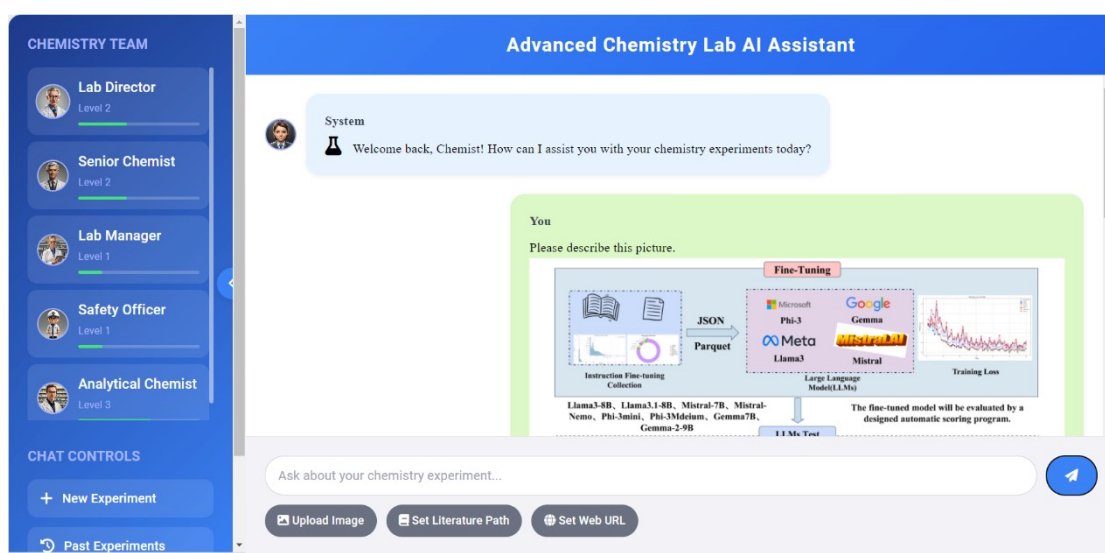 CHEMISTRY TEAM
Lab Director
Level 2
Senior Chemist
Level 2
Lab Manager
Level 1
Safety Officer
Level 1
Analytical Chemist
Level 3
CHAT CONTROLS
+ New Experiment
Past Experiments
Advanced Chemistry Lab AI Assistant
System
Welcome back, Chemist! How can I assist you with your chemistry experiments today?
You
Please describe this picture.
Fine-Tuning
JSON
Parquet
Instruction Fine-tuning
Collection
Microsoft
Phi-3
Google
Gemma
Meta
Llama3
MistralAI
Mistral
Large Language
Model(LLMs)
Training Loss
Llama3-8B、Llama3.1-8B、Mistral-7B、Mistral-
Nemo、Phi-3mini、Phi-3Mdeium、Gemma7B、
Gemma-2-9B
The fine-tuned model will be evaluated by a
designed automatic scoring program.
LLMs Test
Ask about your chemistry experiment...
Upload Image
Set Literature Path
Set Web URL